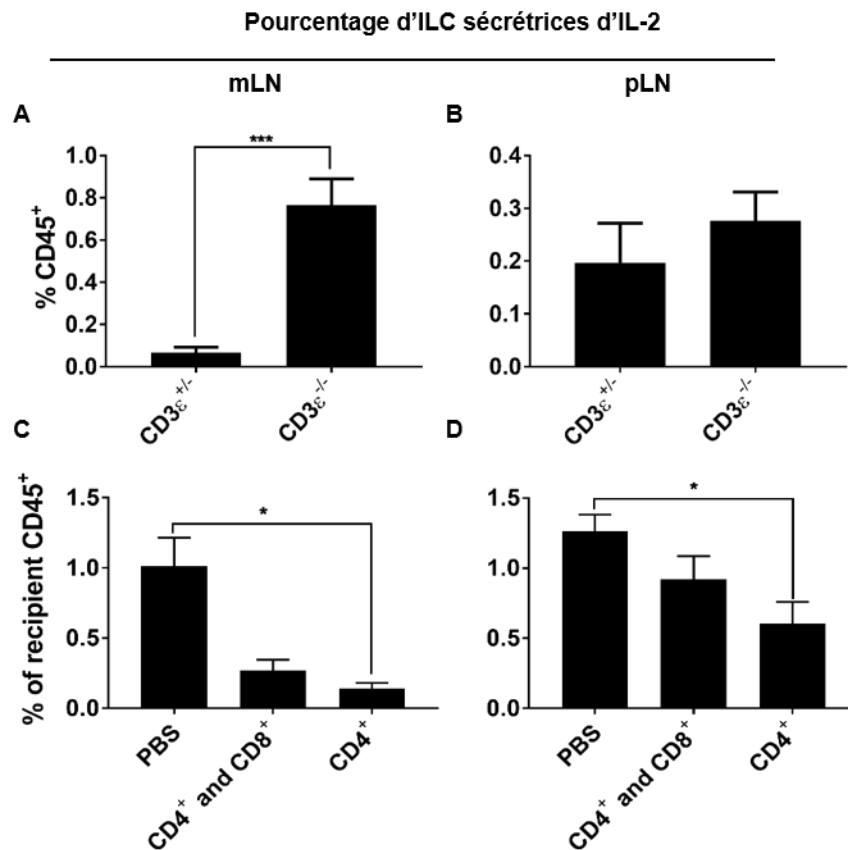 Pourcentage d'ILC sécrétrices d'IL-2
mLN pLN
A B
% CD45⁺
1.0
0.8
0.6
0.4
0.2
0.0
***
CD3ε⁺/⁻ CD3ε⁻/⁻
0.4
0.3
0.2
0.1
0.0
CD3ε⁺/⁻ CD3ε⁻/⁻
C D
% of recipient CD45⁺
1.5
1.0
0.5
0.0
*
PBS CD4⁺ and CD8⁺ CD4⁺
1.5
1.0
0.5
0.0
*
PBS CD4⁺ and CD8⁺ CD4⁺